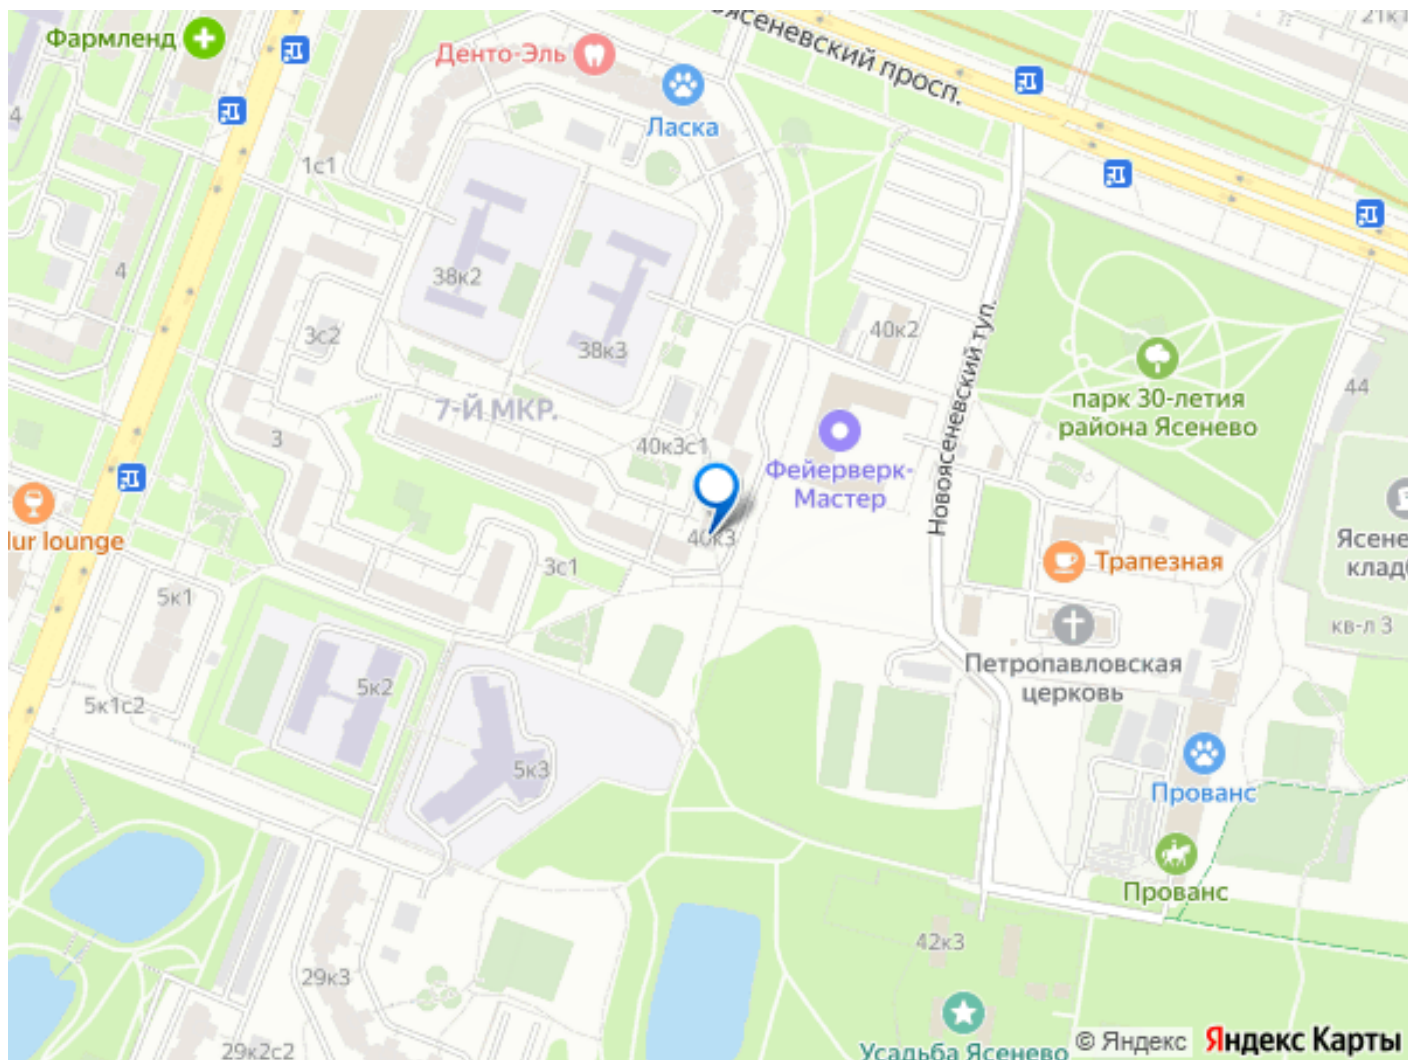 Фармленд
Денто-Эль
Ласка
Новоясеневский тул.
4
1с1
4
38к2
38к3
3с2
40к2
7-Й МКР.
3
40к3с1
Фейерверк-
Мастер
парк 30-летия
района Ясенево
44
40к3
3с1
lur lounge
Трапезная
Ясене
клад
кв-л 3
5к1
5к2
5к1с2
5к3
Петропавловская
церковь
Прованс
Прованс
42к3
29к3
29к2с2
Усадьба Ясенево
© Яндекс
Яндекс Карты
оясеневский просп.